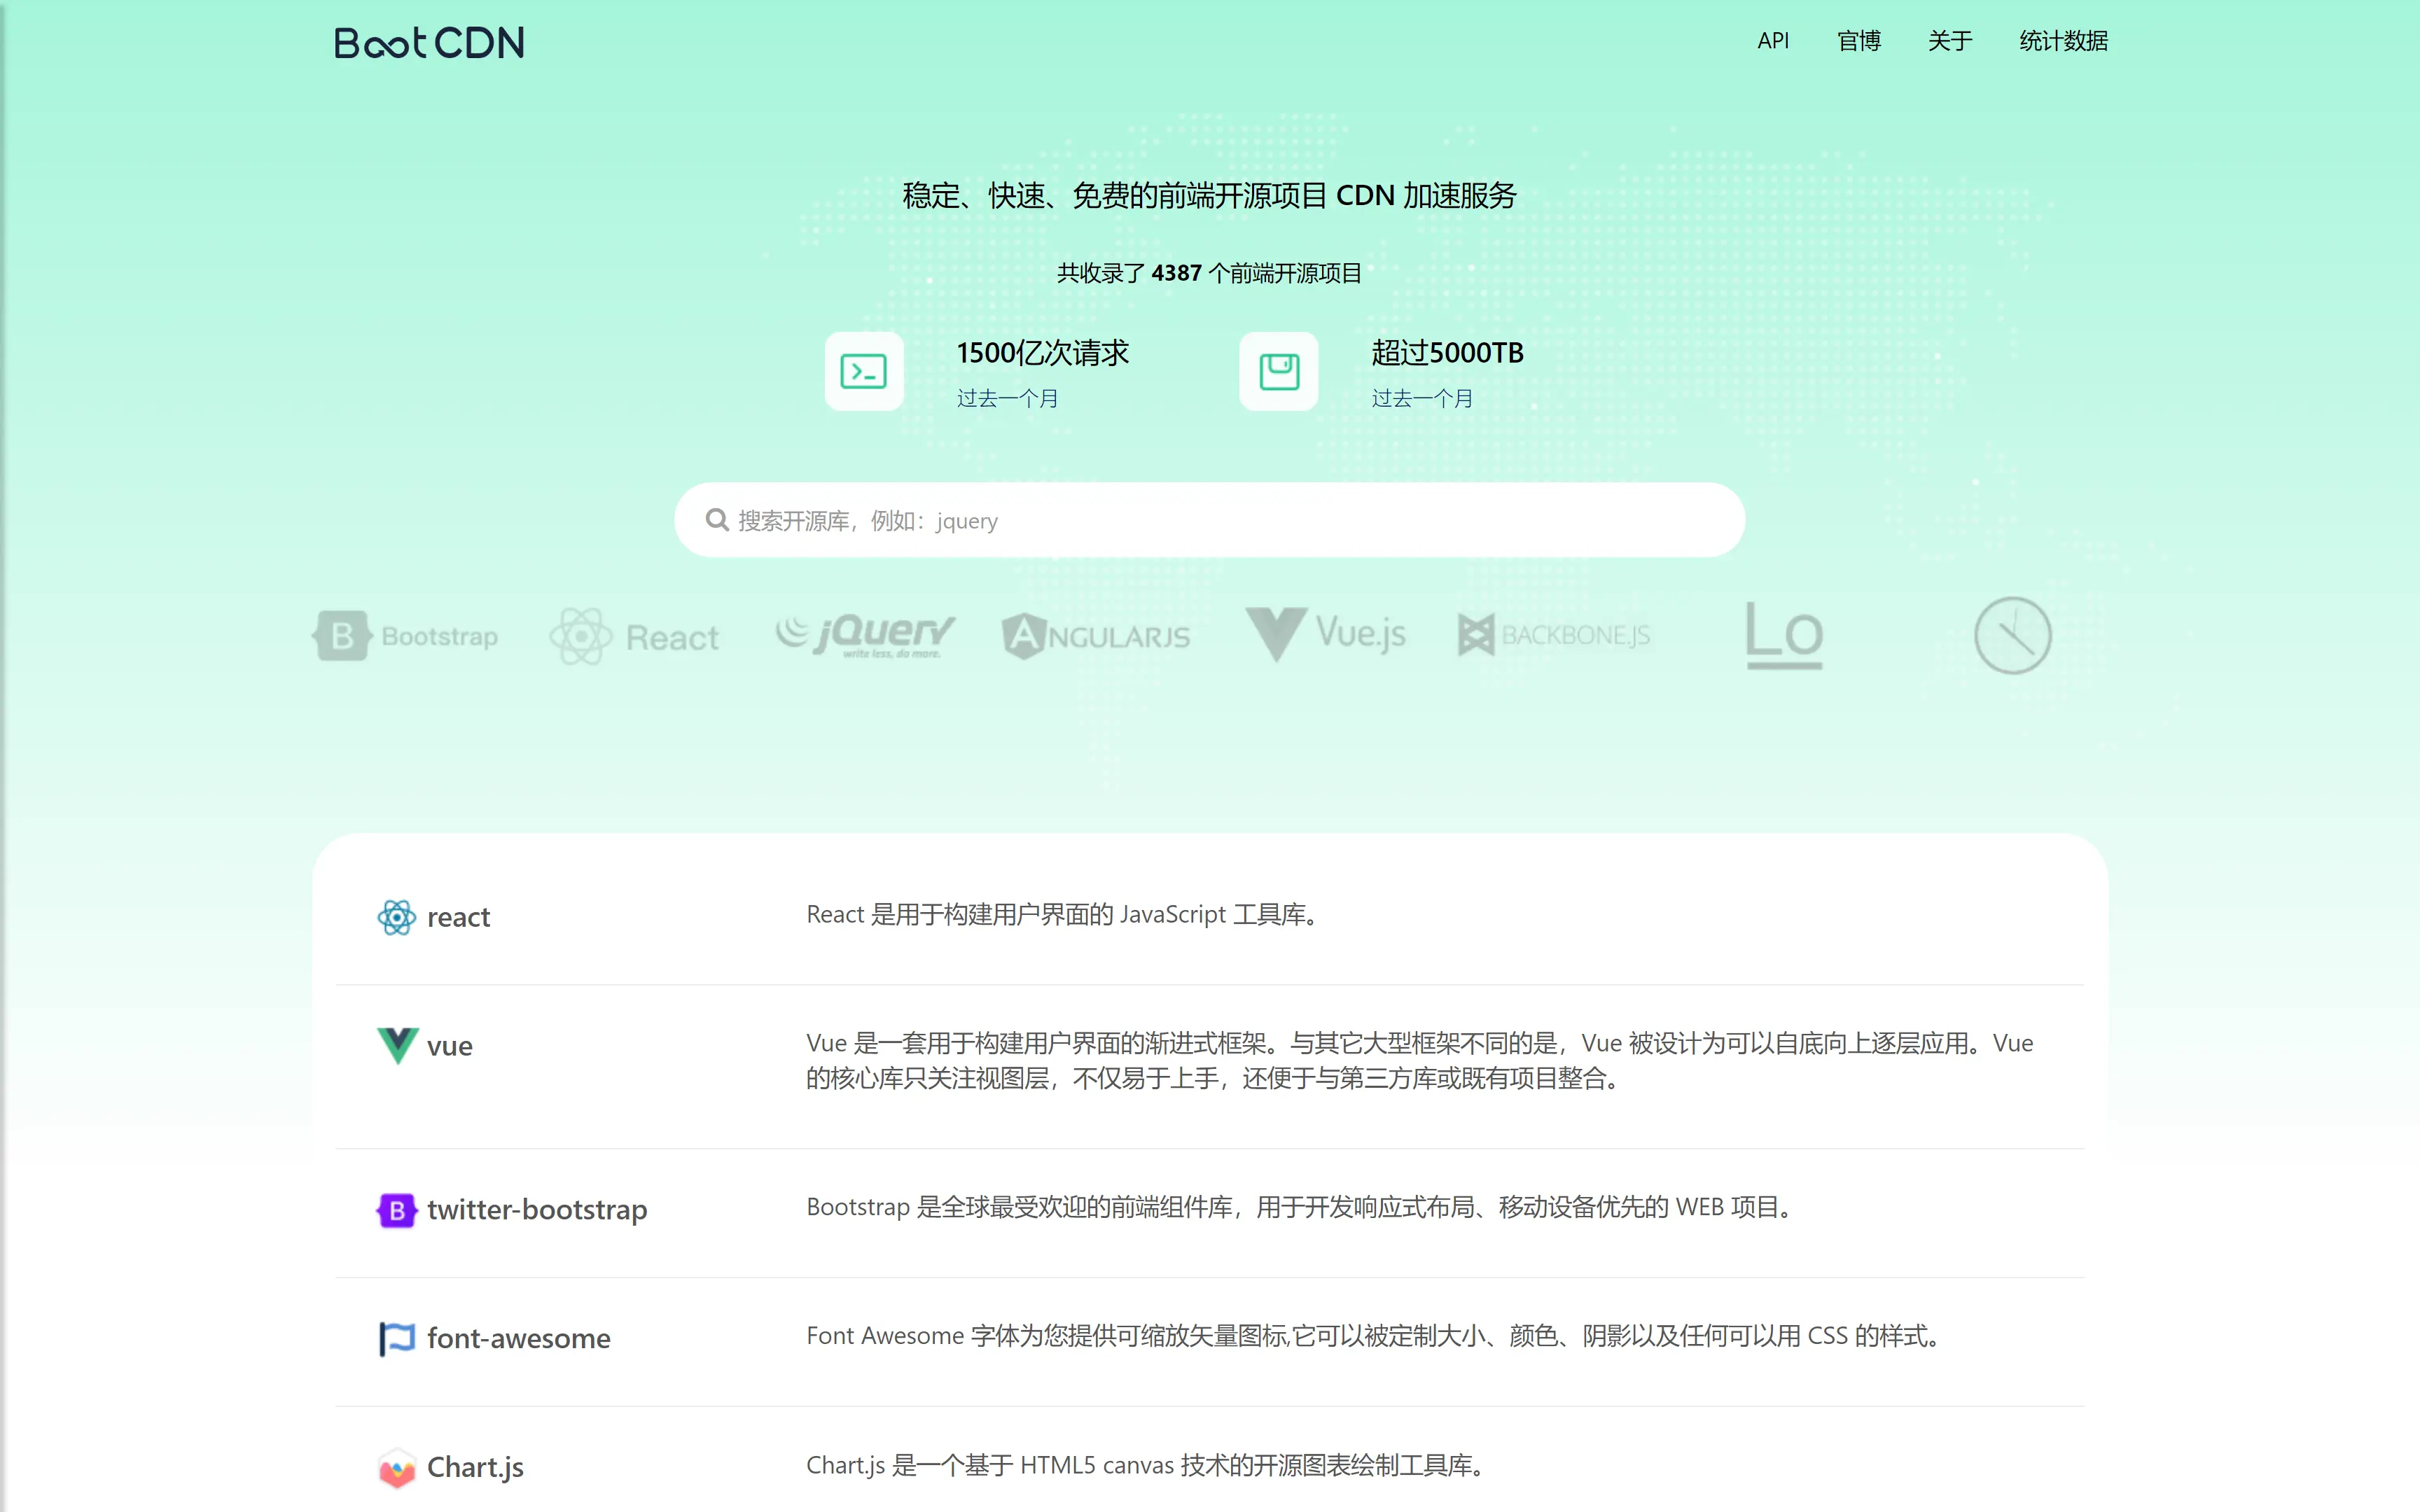 BootCDN
API 官博 关于 统计数据
稳定、快速、免费的前端开源项目 CDN 加速服务
共收录了 4387 个前端开源项目
1500亿次请求
过去一个月
超过5000TB
过去一个月
搜索开源库，例如：jquery
Bootstrap React jQuery write less, do more. ANGULARJS Vue.js BACKBONE.JS Lo
react
React 是用于构建用户界面的 JavaScript 工具库。
vue
Vue 是一套用于构建用户界面的渐进式框架。与其它大型框架不同的是，Vue 被设计为可以自底向上逐层应用。Vue
的核心库只关注视图层，不仅易于上手，还便于与第三方库或既有项目整合。
twitter-bootstrap
Bootstrap 是全球最受欢迎的前端组件库，用于开发响应式布局、移动设备优先的 WEB 项目。
font-awesome
Font Awesome 字体为您提供可缩放矢量图标,它可以被定制大小、颜色、阴影以及任何可以用 CSS 的样式。
Chart.js
Chart.js 是一个基于 HTML5 canvas 技术的开源图表绘制工具库。